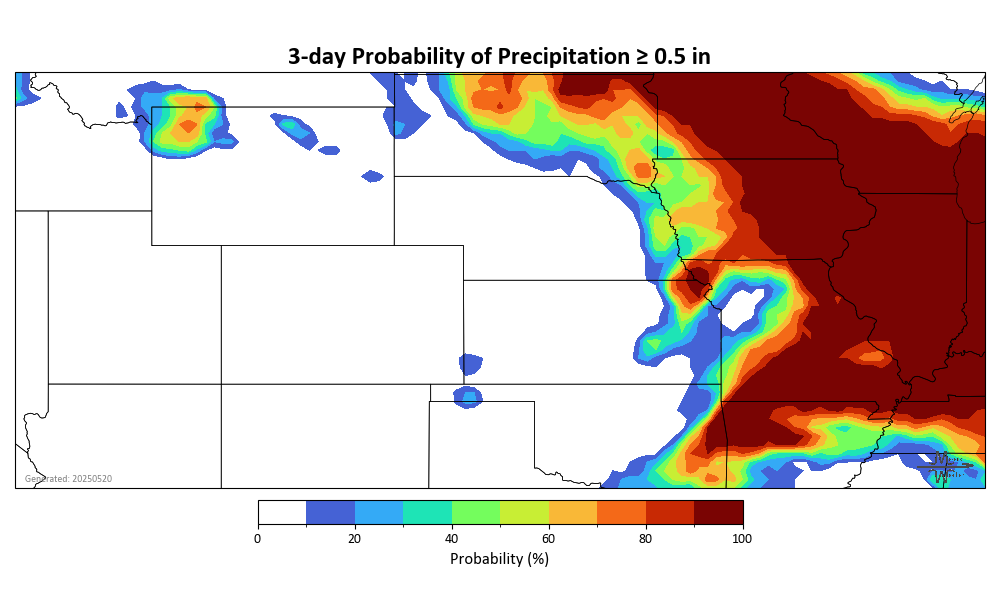 3-day Probability of Precipitation ≥ 0.5 in
Generated: 20250520
0 20 40 60 80 100
Probability (%)